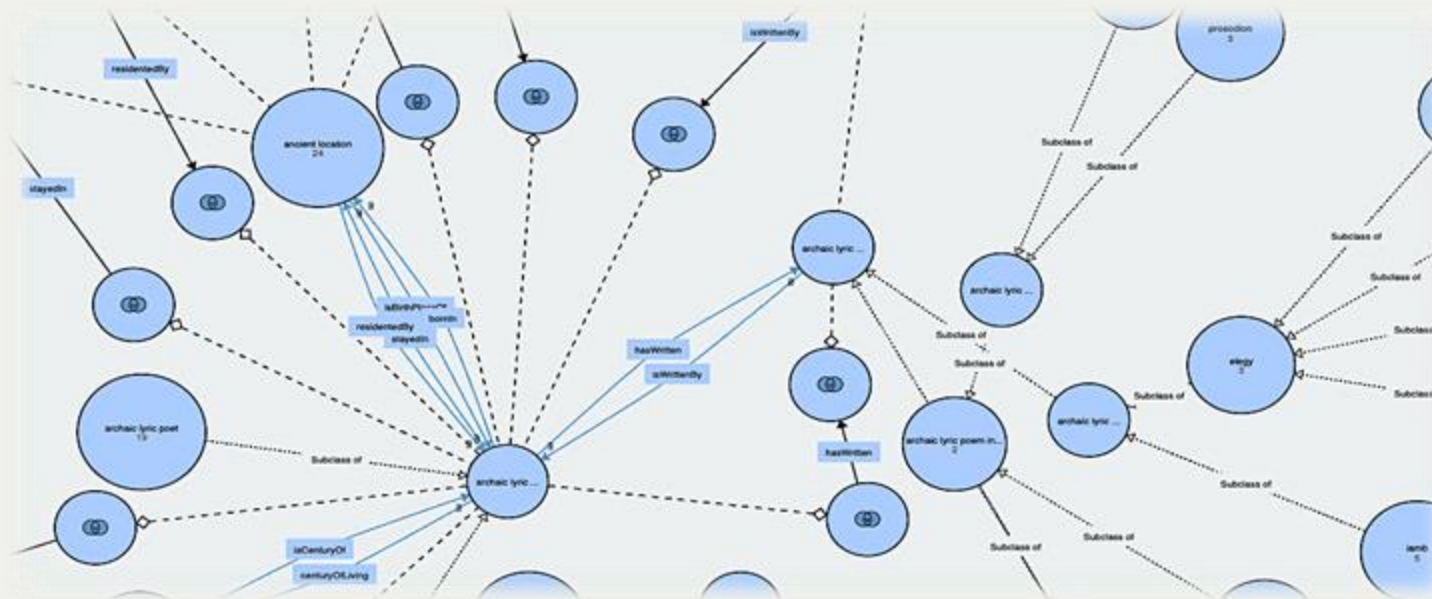 isWrittenBy
prosodion
3
residentedBy
ancient location
24
Subclass of
Subclass of
stayedIn
8
Subclass of
archaic lyric ...
Subclass of
archaic lyric ...
bornIn
residentedBy
stayedIn
Subclass of
Subclass of
hasWritten
Subclass of
elegy
3
isWrittenBy
Subclass of
Subclass of
archaic lyric ...
archaic lyric poet
19
archaic lyric poem in...
2
hasWritten
Subclass of
archaic lyric ...
Subclass of
Subclass of
isCenturyOf
Subclass of
iamb
5
centuryOfLiving